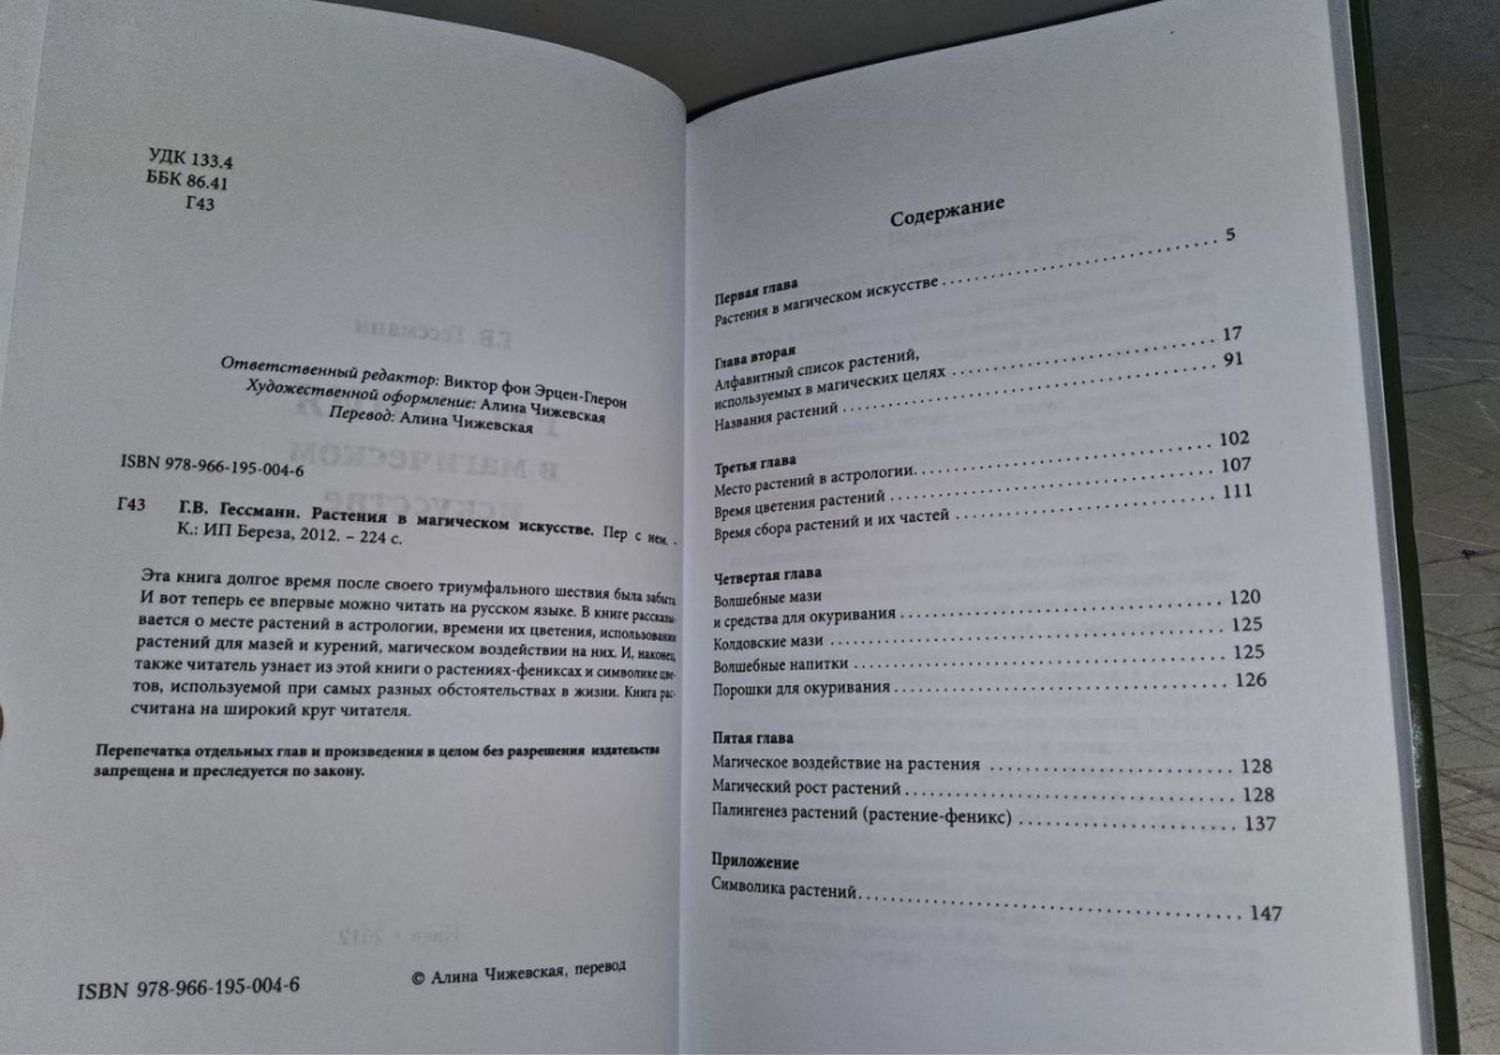 УДК 133.4
ББК 86.41
Г43
Ответственный редактор: Виктор фон Эрцен-Глерон
Художественной оформление: Алина Чижевская
Перевод: Алина Чижевская
ISBN 978-966-195-004-6
Г43 Г.В. Гессманн. Растения в магическом искусстве. Пер с нем. -
К.: ИП Береза, 2012. – 224 с.
Эта книга долгое время после своего триумфального шествия была забыта
И вот теперь ее впервые можно читать на русском языке. В книге рассказы-
вается о месте растений в астрологии, времени их цветения, использовании
растений для мазей и курений, магическом воздействии на них. И, наконец,
также читатель узнает из этой книги о растениях-фениксах и символике цве-
тов, используемой при самых разных обстоятельствах в жизни. Книга рас-
считана на широкий круг читателя.
Перепечатка отдельных глав и произведения в целом без разрешения издательства
запрещена и преследуется по закону.
ISBN 978-966-195-004-6
© Алина Чижевская, перевод
Содержание
Первая глава
Растения в магическом искусстве . . . . . . . . . . . . . . . . . . . . . . . . . . . . 5
Глава вторая
Алфавитный список растений,
используемых в магических целях . . . . . . . . . . . . . . . . . . . . . . . . . . . 17
Названия растений . . . . . . . . . . . . . . . . . . . . . . . . . . . . . . . . . . . . . . 91
Третья глава
Место растений в астрологии. . . . . . . . . . . . . . . . . . . . . . . . . . . . . . 102
Время цветения растений . . . . . . . . . . . . . . . . . . . . . . . . . . . . . . . . 107
Время сбора растений и их частей . . . . . . . . . . . . . . . . . . . . . . . . . . 111
Четвертая глава
Волшебные мази
и средства для окуривания . . . . . . . . . . . . . . . . . . . . . . . . . . . . . . . . 120
Колдовские мази . . . . . . . . . . . . . . . . . . . . . . . . . . . . . . . . . . . . . . . 125
Волшебные напитки . . . . . . . . . . . . . . . . . . . . . . . . . . . . . . . . . . . . . 125
Порошки для окуривания . . . . . . . . . . . . . . . . . . . . . . . . . . . . . . . . . 126
Пятая глава
Магическое воздействие на растения . . . . . . . . . . . . . . . . . . . . . . . . 128
Магический рост растений . . . . . . . . . . . . . . . . . . . . . . . . . . . . . . . . 128
Палингенез растений (растение-феникс) . . . . . . . . . . . . . . . . . . . . . 137
Приложение
Символика растений. . . . . . . . . . . . . . . . . . . . . . . . . . . . . . . . . . . . . 147